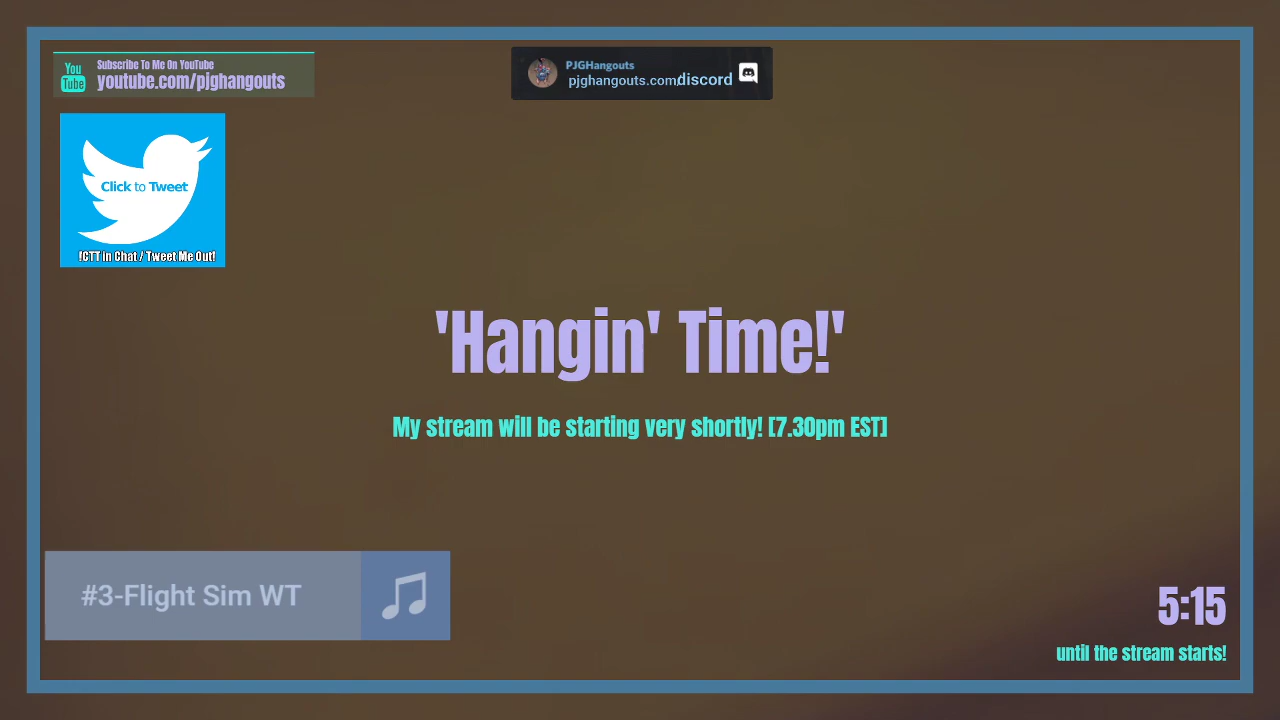 You
Tube
Subscribe To Me On YouTube
youtube.com/pjghangouts
PJGHangouts
pjghangouts.com/discord
Click to Tweet
!CTT in Chat / Tweet Me Out!
'Hangin' Time!'
My stream will be starting very shortly! [7.30pm EST]
#3-Flight Sim WT
5:15
until the stream starts!